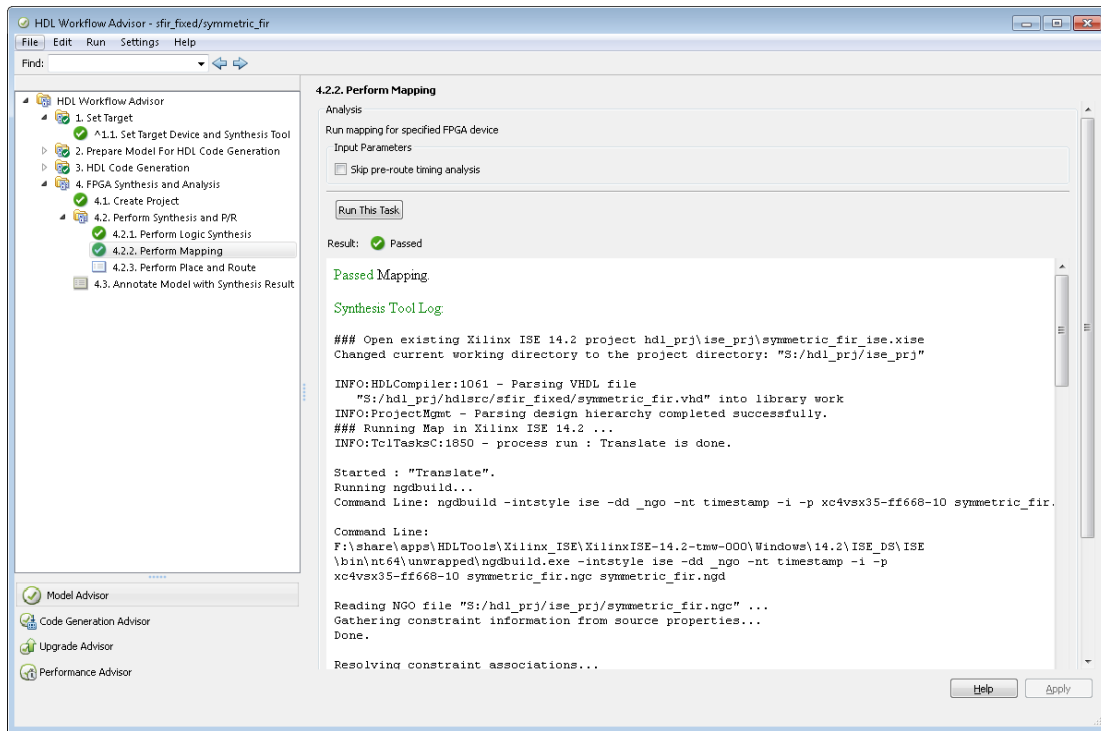 HDL Workflow Advisor - sfir_fixed/symmetric_fir
File Edit Run Settings Help
Find:
HDL Workflow Advisor
1. Set Target
^1.1. Set Target Device and Synthesis Tool
2. Prepare Model For HDL Code Generation
3. HDL Code Generation
4. FPGA Synthesis and Analysis
4.1. Create Project
4.2. Perform Synthesis and P/R
4.2.1. Perform Logic Synthesis
4.2.2. Perform Mapping
4.2.3. Perform Place and Route
4.3. Annotate Model with Synthesis Result
Model Advisor
Code Generation Advisor
Upgrade Advisor
Performance Advisor
4.2.2. Perform Mapping
Analysis
Run mapping for specified FPGA device
Input Parameters
Skip pre-route timing analysis
Run This Task
Result: Passed
Passed Mapping.
Synthesis Tool Log:
### Open existing Xilinx ISE 14.2 project hdl_prj\ise_prj\symmetric_fir_ise.xise
Changed current working directory to the project directory: "S:/hdl_prj/ise_prj"
INFO:HDLCompiler:1061 - Parsing VHDL file
"S:/hdl_prj/hdlsrc/sfir_fixed/symmetric_fir.vhd" into library work
INFO:ProjectMgmt - Parsing design hierarchy completed successfully.
### Running Map in Xilinx ISE 14.2 ...
INFO:TclTasksC:1850 - process run : Translate is done.
Started : "Translate".
Running ngdbuild...
Command Line: ngdbuild -intstyle ise -dd _ngo -nt timestamp -i -p xc4vsx35-ff668-10 symmetric_fir.
Command Line:
F:\share\apps\HDLTools\Xilinx_ISE\XilinxISE-14.2-tmw-000\Windows\14.2\ISE_DS\ISE
\bin\nt64\unwrapped\ngdbuild.exe -intstyle ise -dd _ngo -nt timestamp -i -p
xc4vsx35-ff668-10 symmetric_fir.ngc symmetric_fir.ngd
Reading NGO file "S:/hdl_prj/ise_prj/symmetric_fir.ngc" ...
Gathering constraint information from source properties...
Done.
Resolving constraint associations...
Help Apply